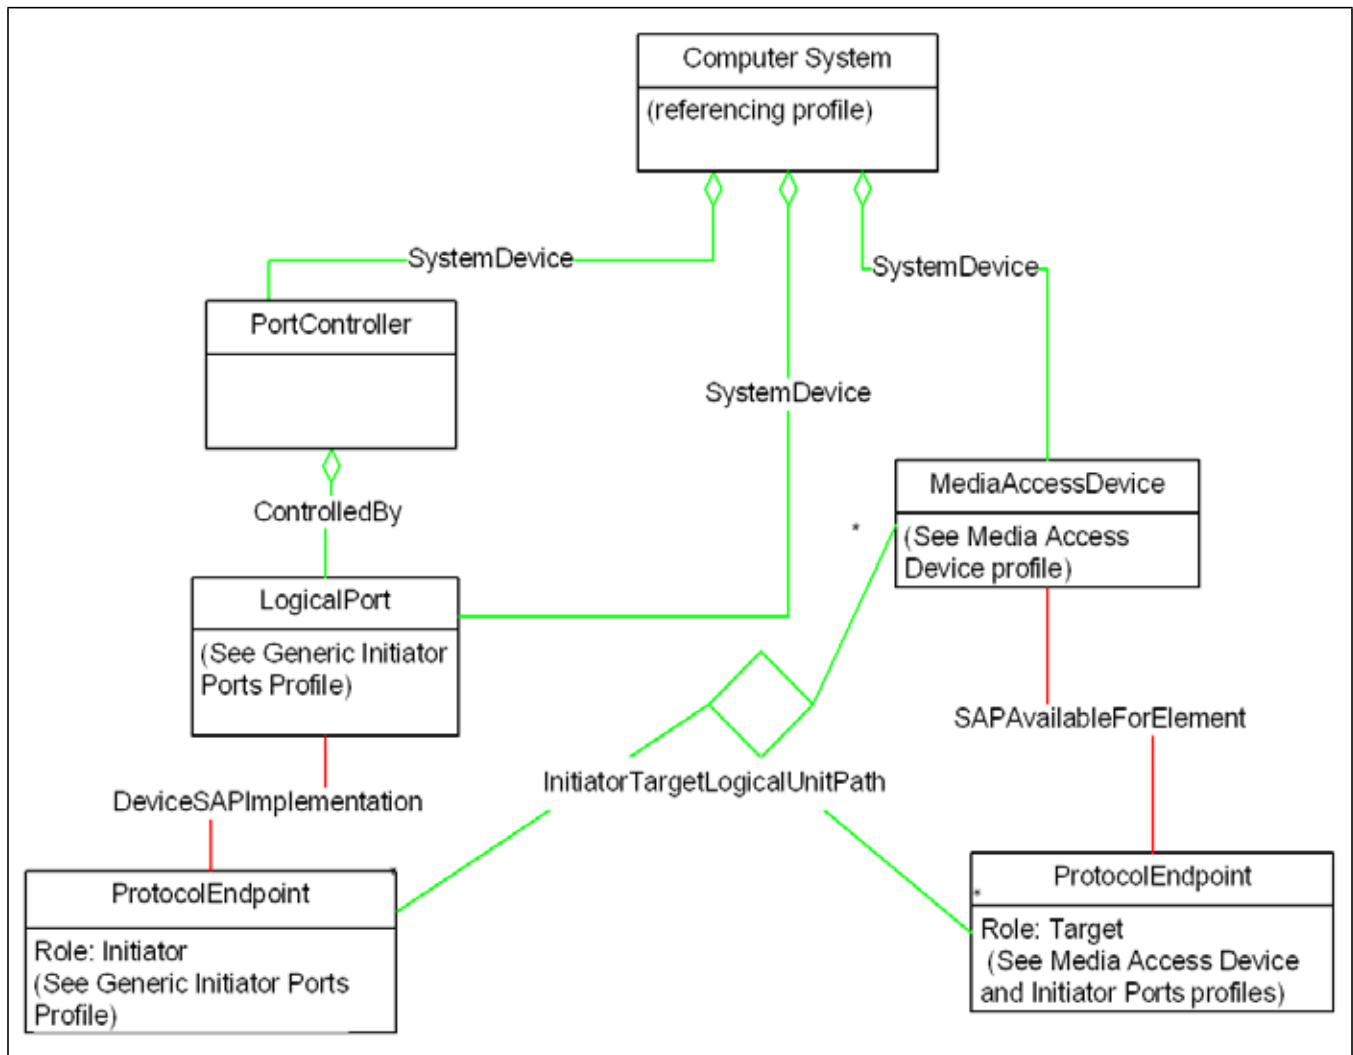 Computer System
(referencing profile)
SystemDevice
SystemDevice
PortController
SystemDevice
MediaAccessDevice
(See Media Access
Device profile)
*
ControlledBy
LogicalPort
(See Generic Initiator
Ports Profile)
SAPAvailableForElement
InitiatorTargetLogicalUnitPath
DeviceSAPImplementation
*
ProtocolEndpoint
Role: Initiator
(See Generic Initiator Ports
Profile)
ProtocolEndpoint
*
Role: Target
(See Media Access Device
and Initiator Ports profiles)